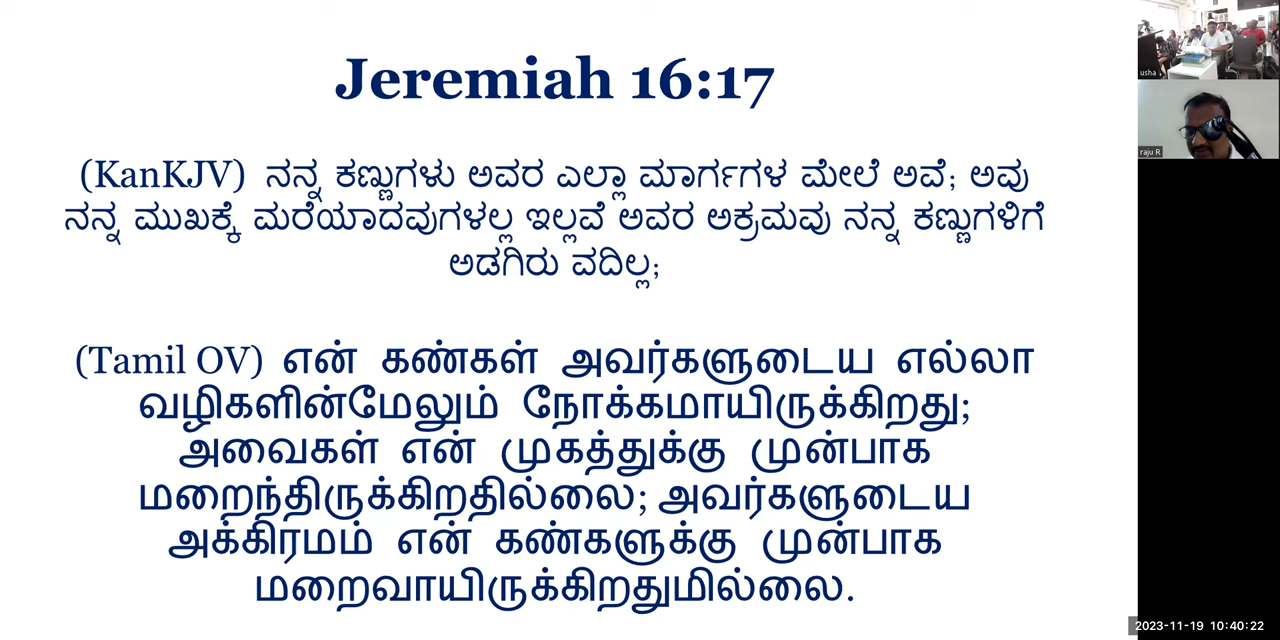 Jeremiah 16:17
(KanKJV) ನನ್ನ ಕಣ್ಣುಗಳು ಅವರ ಎಲ್ಲಾ ಮಾರ್ಗಗಳ ಮೇಲೆ ಅವೆ; ಅವು
ನನ್ನ ಮುಖಕ್ಕೆ ಮರೆಯಾದವುಗಳಲ್ಲ ಇಲ್ಲವೆ ಅವರ ಅಕ್ರಮವು ನನ್ನ ಕಣ್ಣುಗಳಿಗೆ
ಅಡಗಿರು ವದಿಲ್ಲ;
(Tamil OV) என் கண்கள் அவர்களுடைய எல்லா
வழிகளின்மேலும் நோக்கமாயிருக்கிறது;
அவைகள் என் முகத்துக்கு முன்பாக
மறைந்திருக்கிறதில்லை; அவர்களுடைய
அக்கிரமம் என் கண்களுக்கு முன்பாக
மறைவாயிருக்கிறதுமில்லை.
usha
raju R
2023-11-19 10:40:22